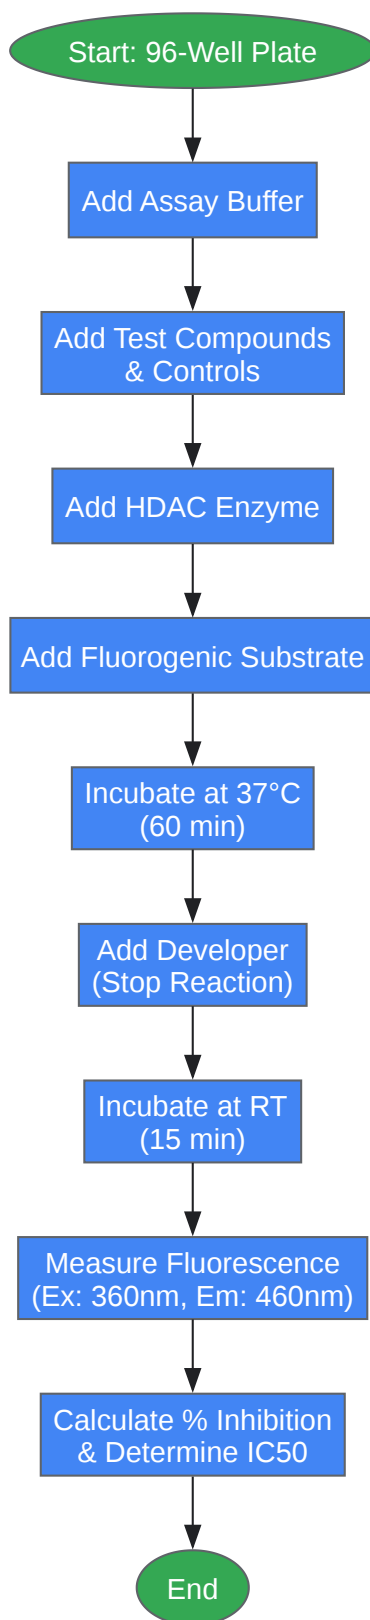 Start: 96-Well Plate
Add Assay Buffer
Add Test Compounds
& Controls
Add HDAC Enzyme
Add Fluorogenic Substrate
Incubate at 37°C
(60 min)
Add Developer
(Stop Reaction)
Incubate at RT
(15 min)
Measure Fluorescence
(Ex: 360nm, Em: 460nm)
Calculate % Inhibition
& Determine IC50
End